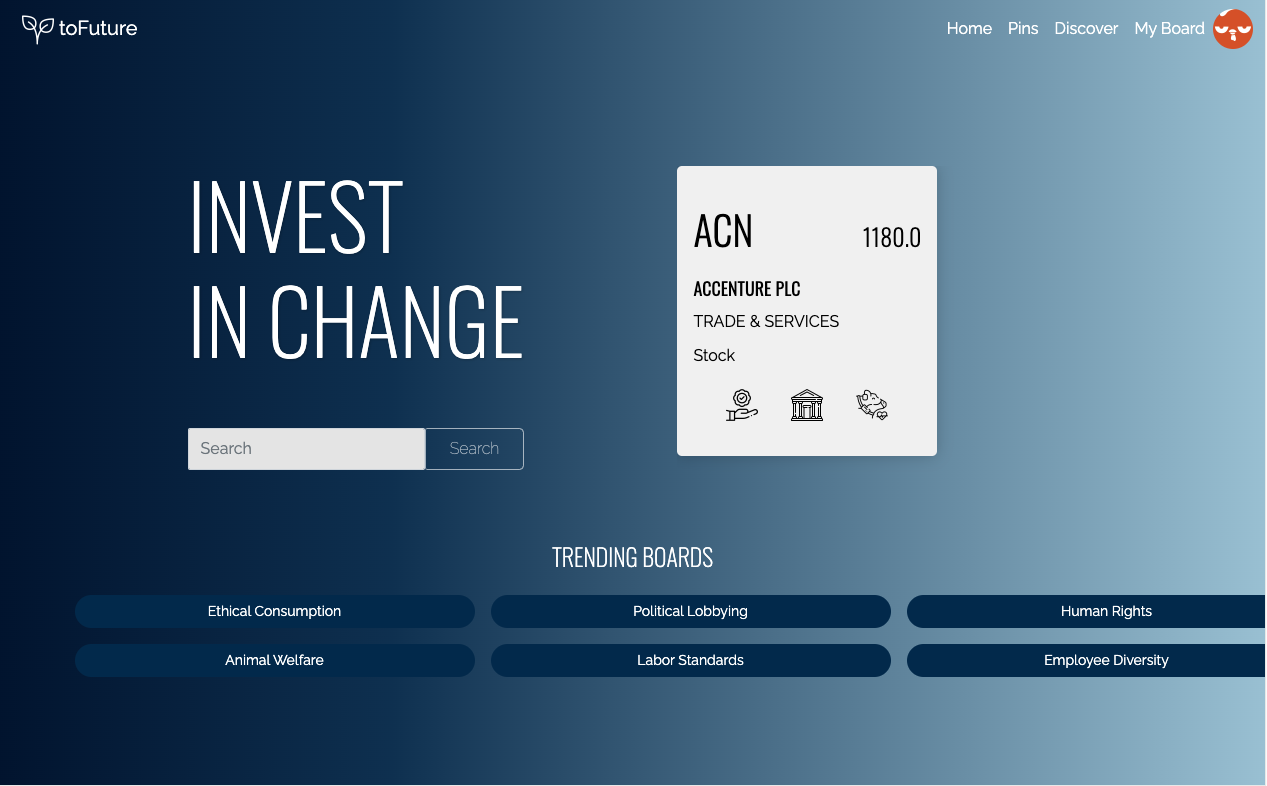 toFuture
Home Pins Discover My Board
INVEST
IN CHANGE
Search Search
ACN 1180.0
ACCENTURE PLC
TRADE & SERVICES
Stock
TRENDING BOARDS
Ethical Consumption Political Lobbying Human Rights
Animal Welfare Labor Standards Employee Diversity